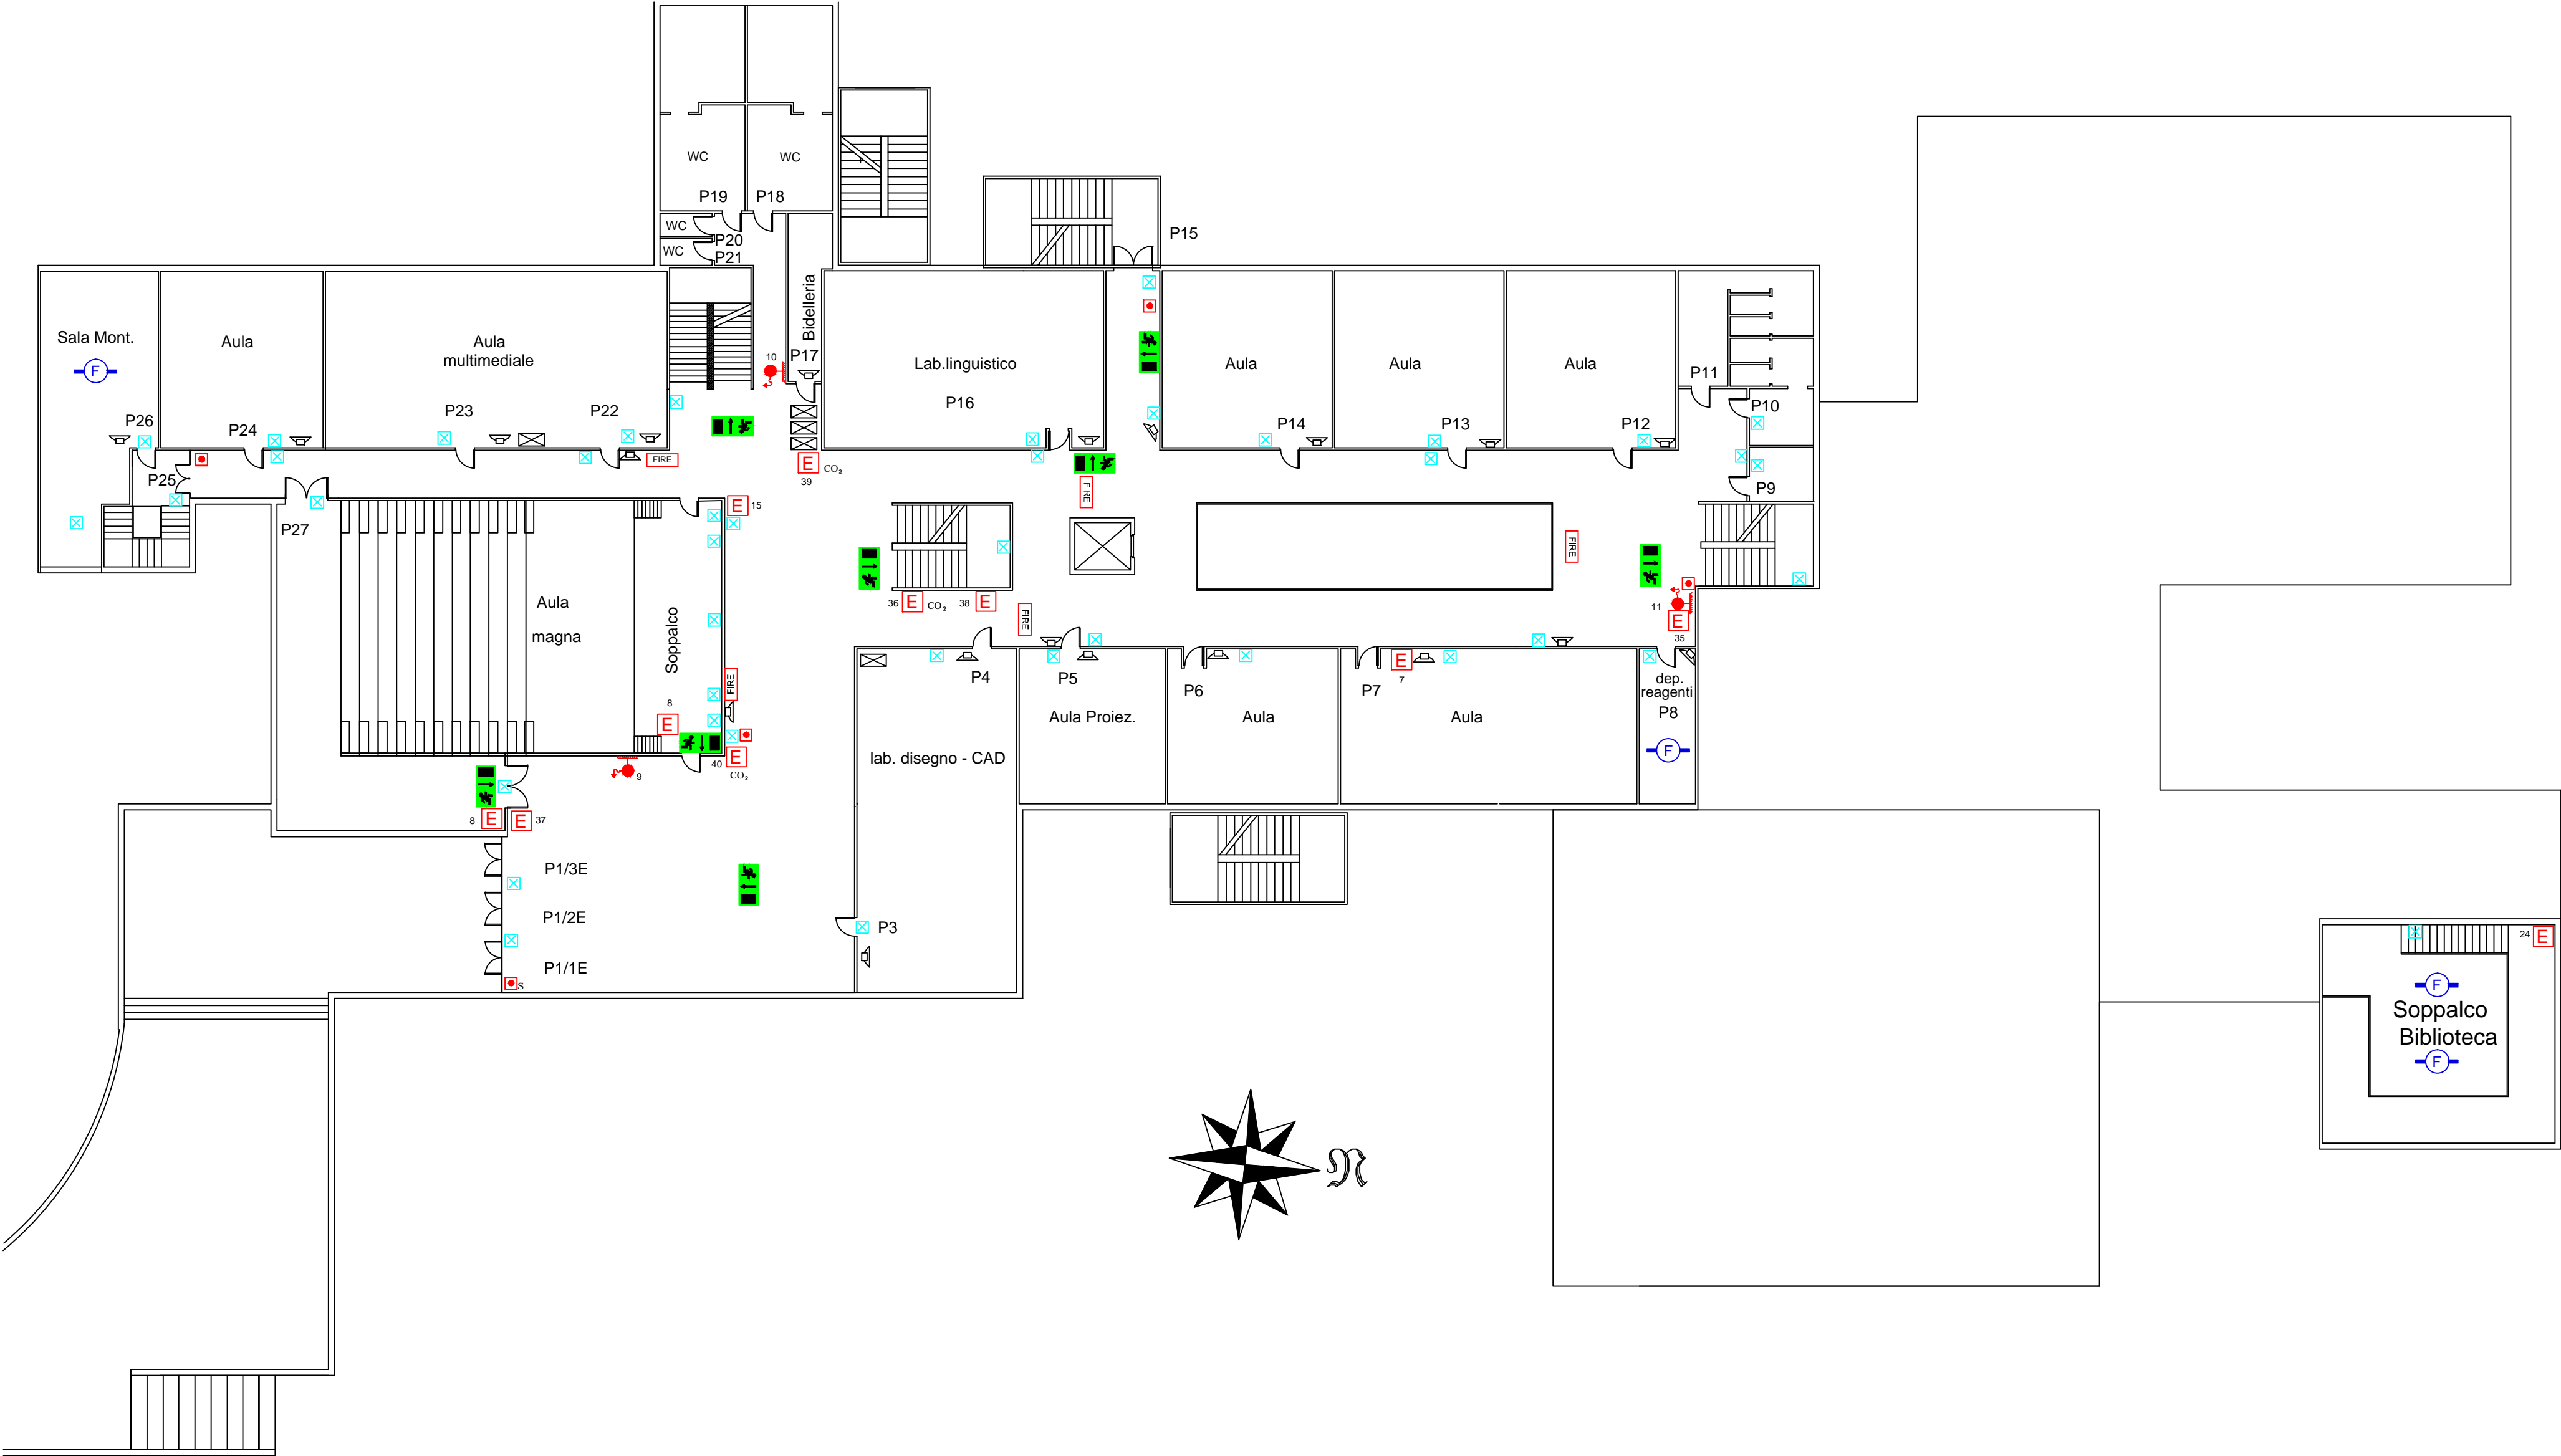 WC
WC
P19
P18
WC
P20
WC
P21
P15
Bidelleria
Sala Mont.
F
Aula
Aula
multimediale
10
P17
Lab.linguistico
P16
Aula
Aula
Aula
P11
P10
P26
P24
P23
P22
P14
P13
P12
FIRE
E
CO₂
39
FIRE
P25
P9
P27
E
15
FIRE
Aula
magna
Soppalco
36
E
CO₂
38
E
FIRE
11
E
35
P4
P5
P6
P7
E
7
dep.
reagenti
P8
F
FIRE
8
E
Aula Proiez.
Aula
Aula
lab. disegno - CAD
40
E
CO₂
9
8
E
E
37
P1/3E
P1/2E
P3
P1/1E
S
24
E
F
Soppalco
Biblioteca
F
N